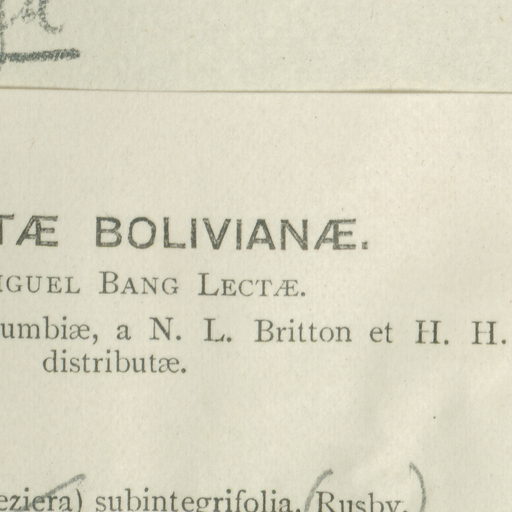 TÆ BOLIVIANÆ.
IGUEL BANG LECTÆ.
umbiæ, a N. L. Britton et H. H.
distributæ.
eziera) subintegrifolia, (Rusby.)